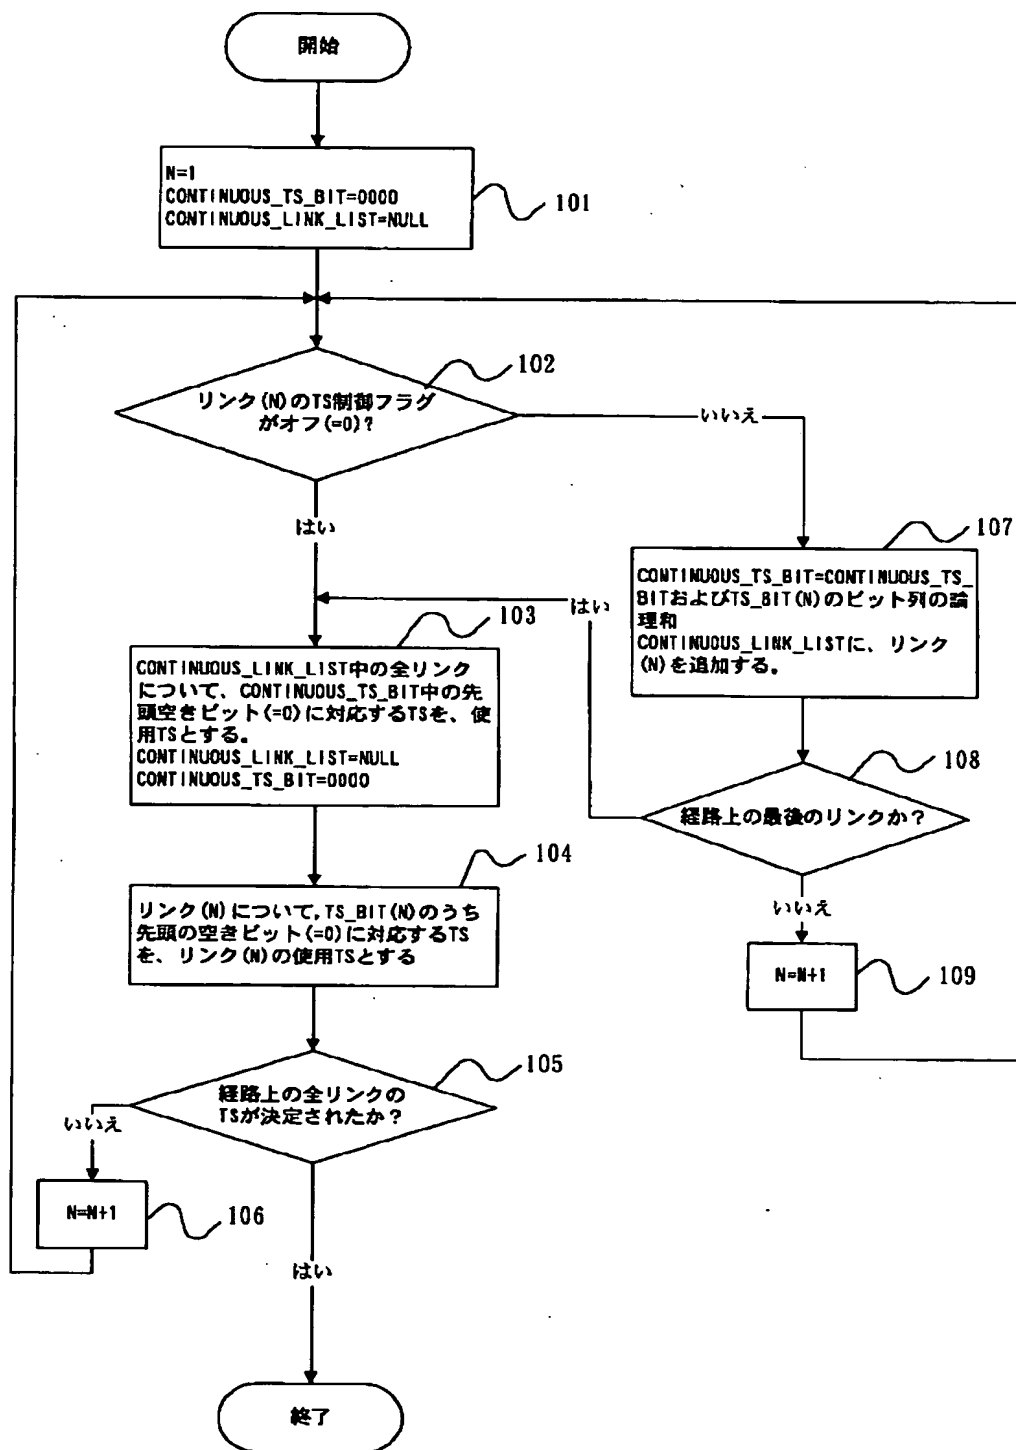 開始
N=1
CONTINUOUS_TS_BIT=0000
CONTINUOUS_LINK_LIST=NULL
101
リンク(N)のTS制御フラグ
がオフ(=0)?
102
いいえ
はい
107
CONTINUOUS_TS_BIT=CONTINUOUS_TS_
BITおよびTS_BIT(N)のビット列の論
理和
CONTINUOUS_LINK_LISTに、リンク
(N)を追加する。
はい
103
CONTINUOUS_LINK_LIST中の全リンク
について、CONTINUOUS_TS_BIT中の先
頭空きビット(=0)に対応するTSを、使
用TSとする。
CONTINUOUS_LINK_LIST=NULL
CONTINUOUS_TS_BIT=0000
108
経路上の最後のリンクか?
104
リンク(N)について,TS_BIT(N)のうち
先頭の空きビット(=0)に対応するTS
を、リンク(N)の使用TSとする
いいえ
N=N+1
109
105
経路上の全リンクの
TSが決定されたか?
いいえ
N=N+1
106
はい
終了